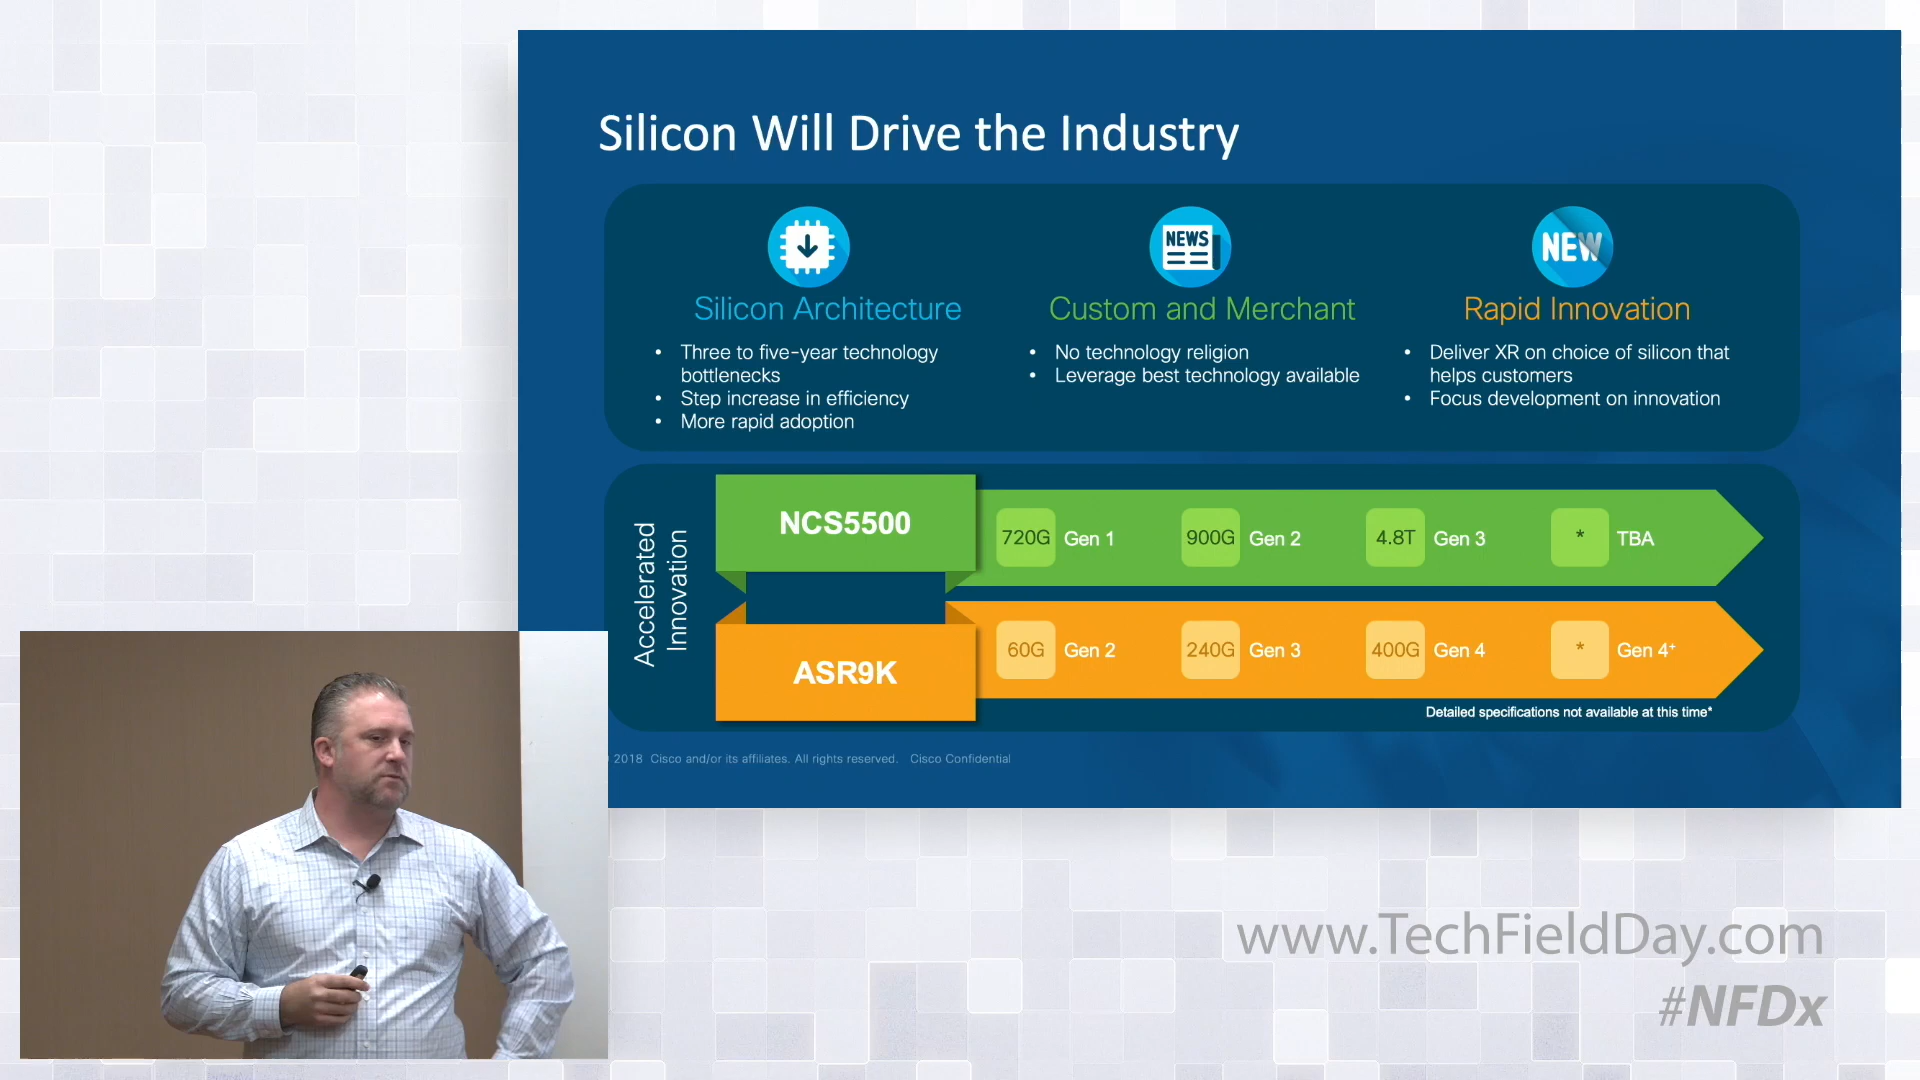 Silicon Will Drive the Industry
NEWS
NEW
Silicon Architecture
• Three to five-year technology
bottlenecks
• Step increase in efficiency
• More rapid adoption
Custom and Merchant
• No technology religion
• Leverage best technology available
Rapid Innovation
• Deliver XR on choice of silicon that
helps customers
• Focus development on innovation
Accelerated
Innovation
NCS5500
720G Gen 1 900G Gen 2 4.8T Gen 3 * TBA
ASR9K
60G Gen 2 240G Gen 3 400G Gen 4 * Gen 4+
Detailed specifications not available at this time*
2018 Cisco and/or its affiliates. All rights reserved. Cisco Confidential
www.TechFieldDay.com
#NFDx